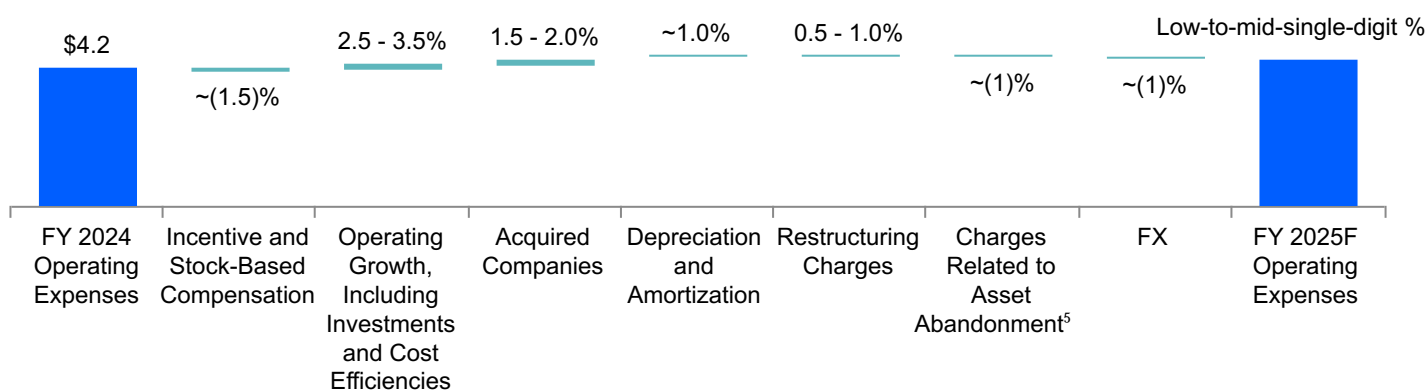 $4.2
~(1.5)%
2.5 - 3.5%
1.5 - 2.0%
~1.0%
0.5 - 1.0%
~(1)%
~(1)%
Low-to-mid-single-digit %
FY 2024
Operating
Expenses
Incentive and
Stock-Based
Compensation
Operating
Growth,
Including
Investments
and Cost
Efficiencies
Acquired
Companies
Depreciation
and
Amortization
Restructuring
Charges
Charges
Related to
Asset
Abandonment⁵
FX
FY 2025F
Operating
Expenses